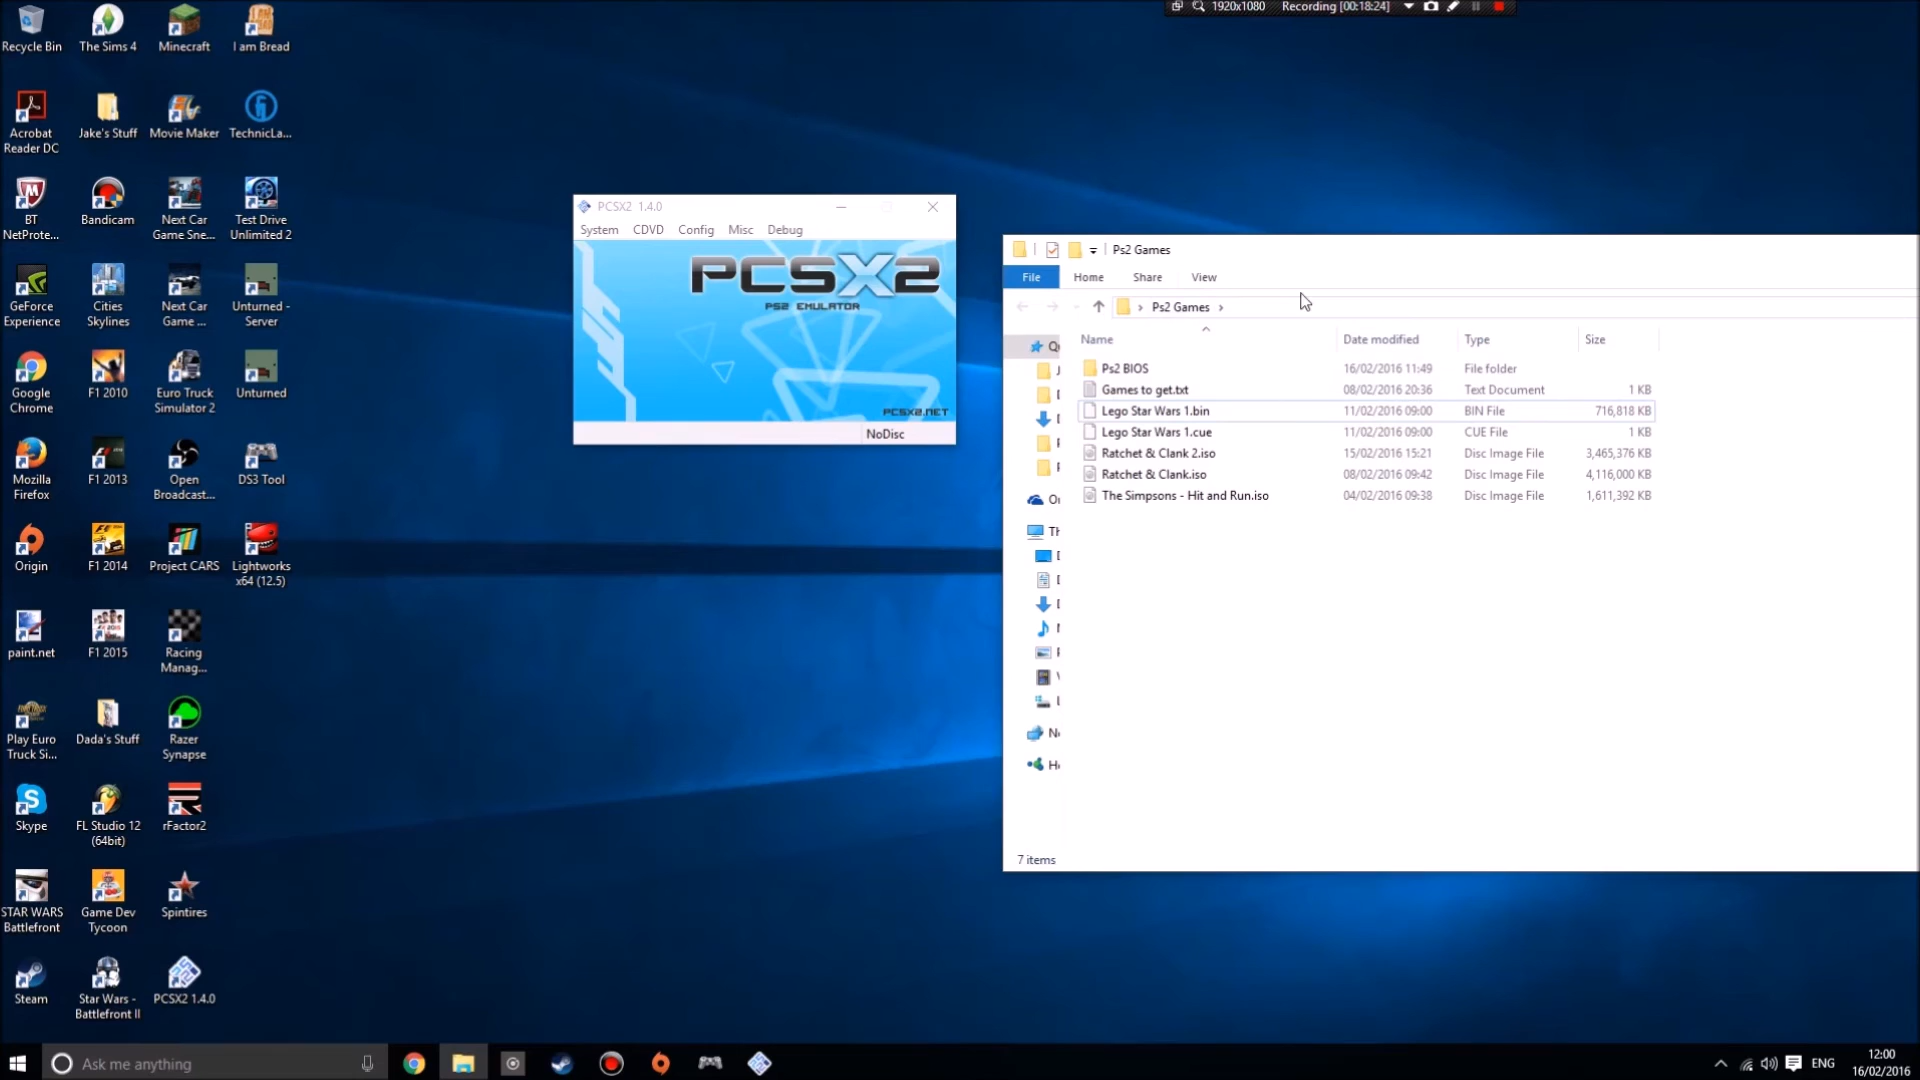 1920x1080 Recording [00:18:24]
Recycle Bin
The Sims 4
Minecraft
I am Bread
Acrobat
Reader DC
Jake's Stuff
Movie Maker
TechnicLa...
BT
NetProte...
Bandicam
Next Car
Game Sne...
Test Drive
Unlimited 2
GeForce
Experience
Cities
Skylines
Next Car
Game ...
Unturned -
Server
Google
Chrome
F1 2010
Euro Truck
Simulator 2
Unturned
Mozilla
Firefox
F1 2013
Open
Broadcast...
DS3 Tool
Origin
F1 2014
Project CARS
Lightworks
x64 (12.5)
paint.net
F1 2015
Racing
Manag...
Play Euro
Truck Si...
Dada's Stuff
Razer
Synapse
Skype
FL Studio 12
(64bit)
rFactor2
STAR WARS
Battlefront
Game Dev
Tycoon
Spintires
Steam
Star Wars -
Battlefront II
PCSX2 1.4.0
PCSX2 1.4.0
System CDVD Config Misc Debug
PCSX2
PS2 EMULATOR
PCSX2.NET
NoDisc
Ps2 Games
File Home Share View
Ps2 Games
Name Date modified Type Size
Ps2 BIOS 16/02/2016 11:49 File folder
Games to get.txt 08/02/2016 20:36 Text Document 1 KB
Lego Star Wars 1.bin 11/02/2016 09:00 BIN File 716,818 KB
Lego Star Wars 1.cue 11/02/2016 09:00 CUE File 1 KB
Ratchet & Clank 2.iso 15/02/2016 15:21 Disc Image File 3,465,376 KB
Ratchet & Clank.iso 08/02/2016 09:42 Disc Image File 4,116,000 KB
The Simpsons - Hit and Run.iso 04/02/2016 09:38 Disc Image File 1,611,392 KB
7 items
Ask me anything
ENG
12:00
16/02/2016